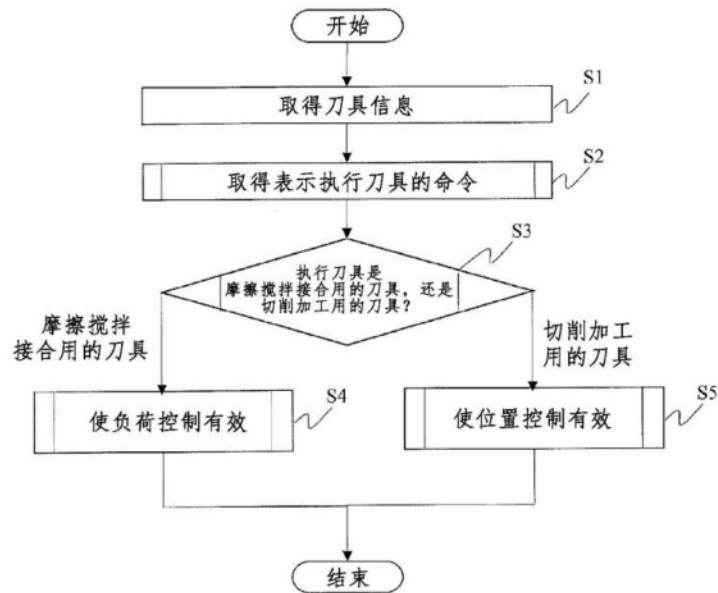 开始
取得刀具信息
S1
取得表示执行刀具的命令
S2
S3
执行刀具是
摩擦搅拌接合用的刀具，还是
切削加工用的刀具？
摩擦搅拌
接合用的刀具
切削加工
用的刀具
使负荷控制有效
S4
使位置控制有效
S5
结束